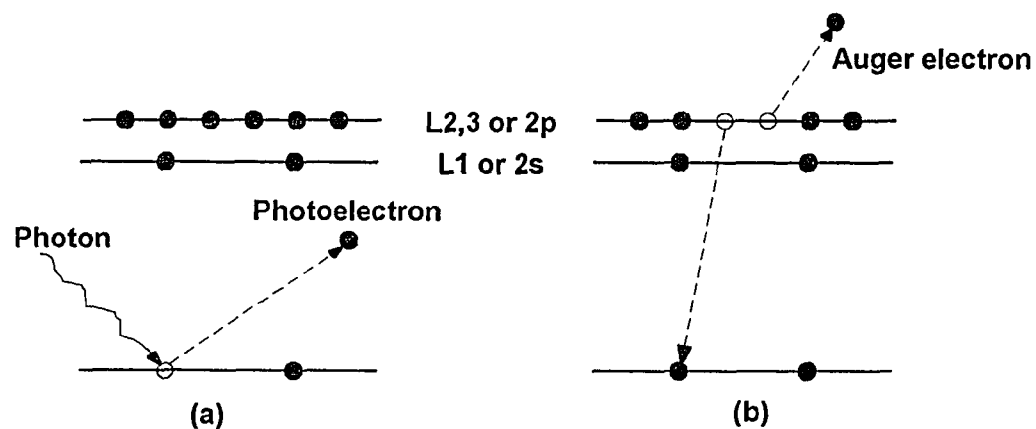 Auger electron
L2,3 or 2p
L1 or 2s
Photoelectron
Photon
(a)
(b)